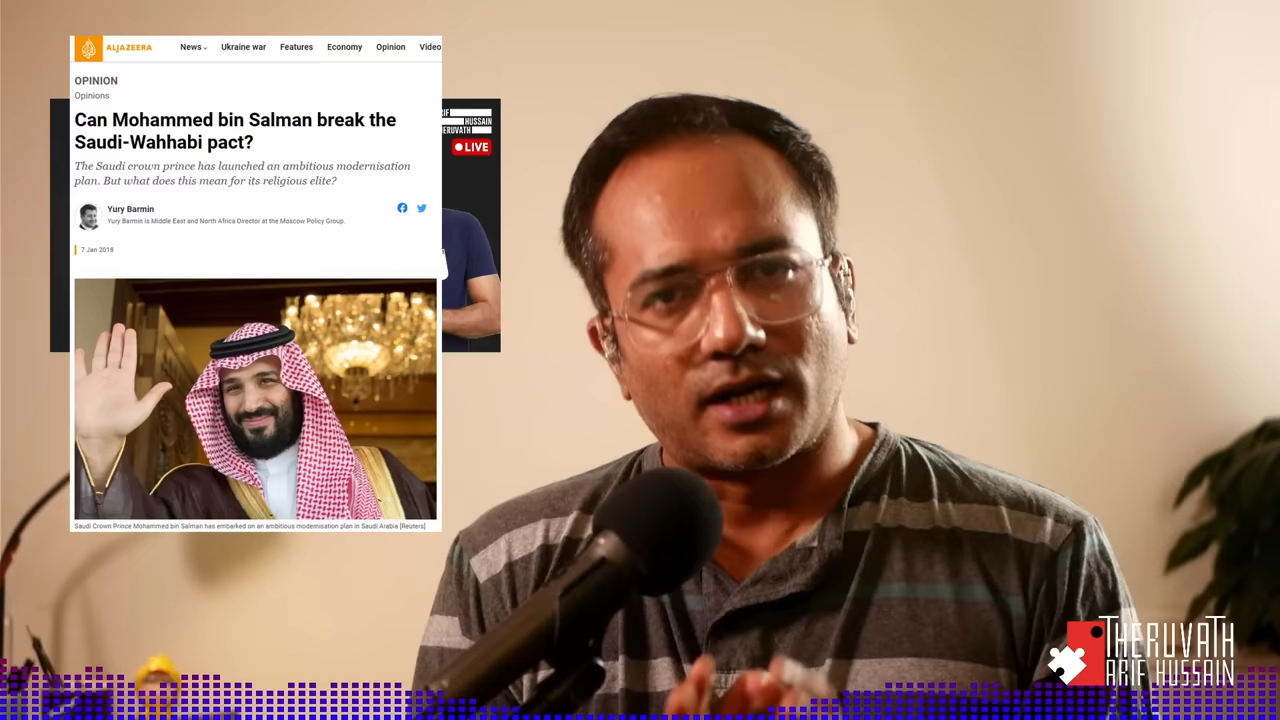 ALJAZEERA
News
Ukraine war
Features
Economy
Opinion
Video
OPINION
Opinions
Can Mohammed bin Salman break the
Saudi-Wahhabi pact?
The Saudi crown prince has launched an ambitious modernisation
plan. But what does this mean for its religious elite?
Yury Barmin
Yury Barmin is Middle East and North Africa Director at the Moscow Policy Group.
7 Jan 2018
Saudi Crown Prince Mohammed bin Salman has embarked on an ambitious modernisation plan in Saudi Arabia [Reuters]
HUSSAIN
LIVE
THERUVATH
ARIF HUSSAIN